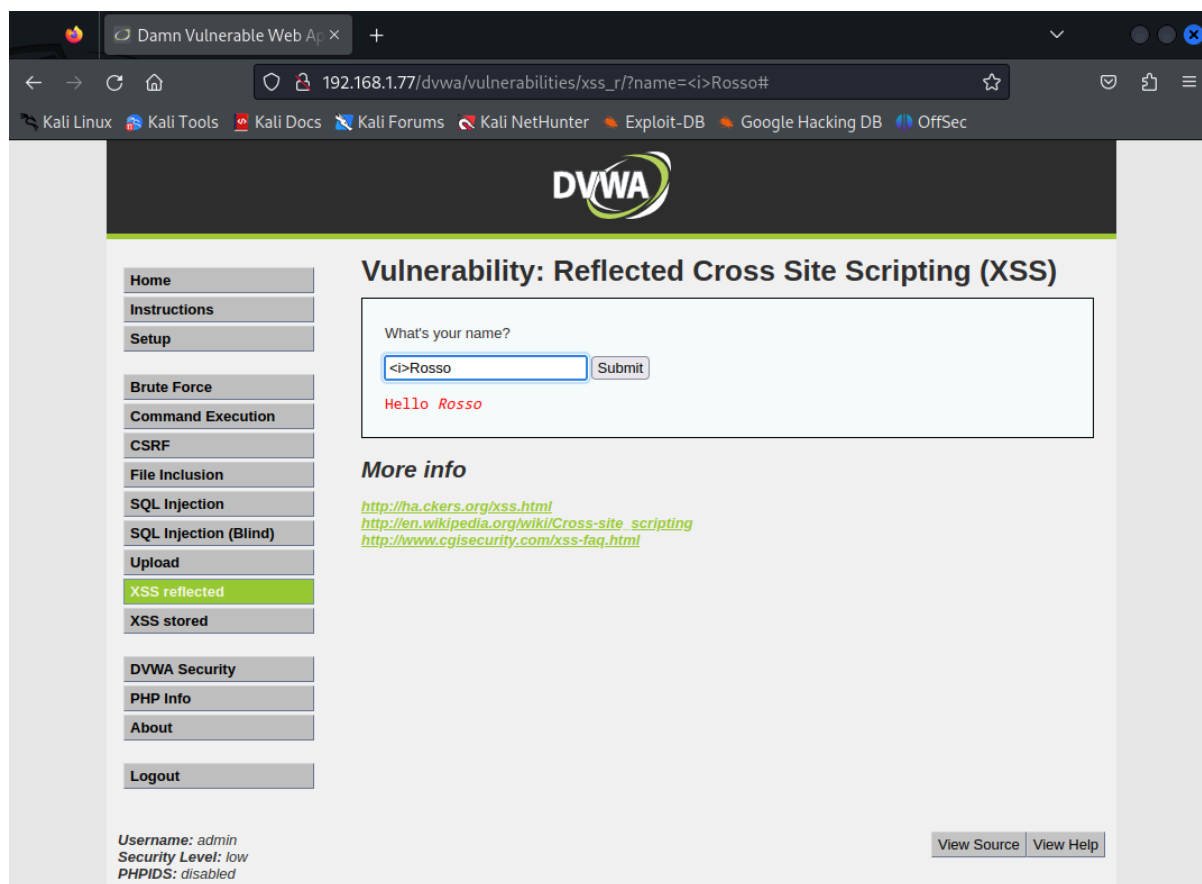 Damn Vulnerable Web Ap
192.168.1.77/dvwa/vulnerabilities/xss_r/?name=<i>Rosso#
Kali Linux Kali Tools Kali Docs Kali Forums Kali NetHunter Exploit-DB Google Hacking DB OffSec
DVWA
Home
Instructions
Setup
Brute Force
Command Execution
CSRF
File Inclusion
SQL Injection
SQL Injection (Blind)
Upload
XSS reflected
XSS stored
DVWA Security
PHP Info
About
Logout
Vulnerability: Reflected Cross Site Scripting (XSS)
What's your name?
<i>Rosso Submit
Hello Rosso
More info
http://ha.ckers.org/xss.html
http://en.wikipedia.org/wiki/Cross-site_scripting
http://www.cgisecurity.com/xss-faq.html
Username: admin
Security Level: low
PHPIDS: disabled
View Source View Help